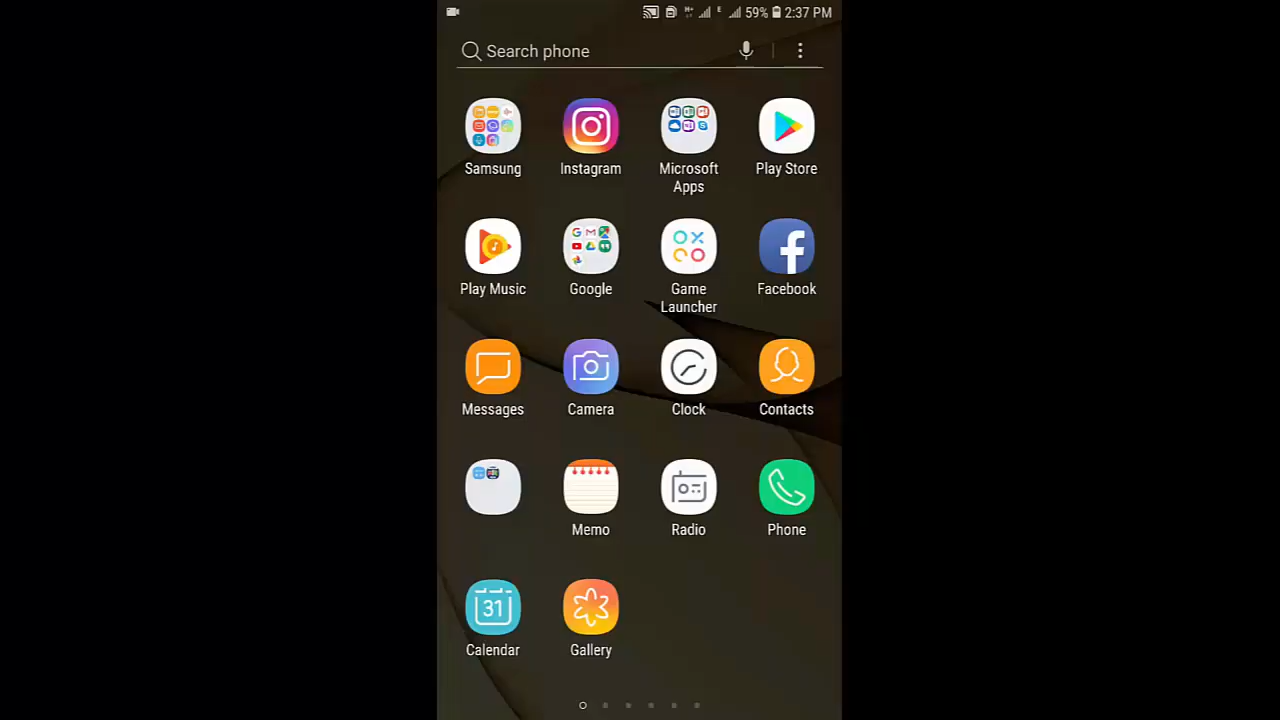 59% 2:37 PM
Search phone
Samsung
Instagram
Microsoft
Apps
Play Store
Play Music
Google
Game
Launcher
Facebook
Messages
Camera
Clock
Contacts
Memo
Radio
Phone
31
Calendar
Gallery